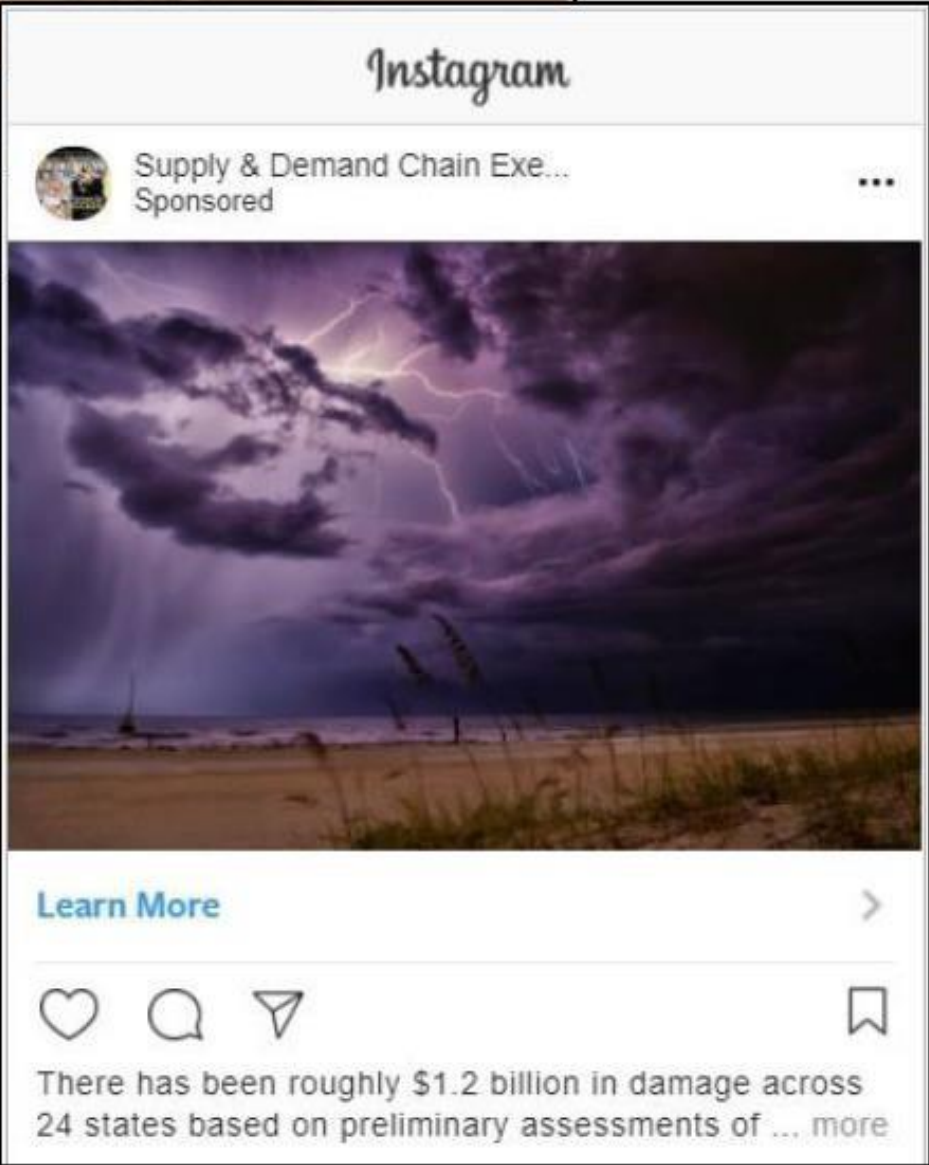 Instagram
Supply & Demand Chain Exe...
Sponsored
Learn More
There has been roughly $1.2 billion in damage across
24 states based on preliminary assessments of ... more